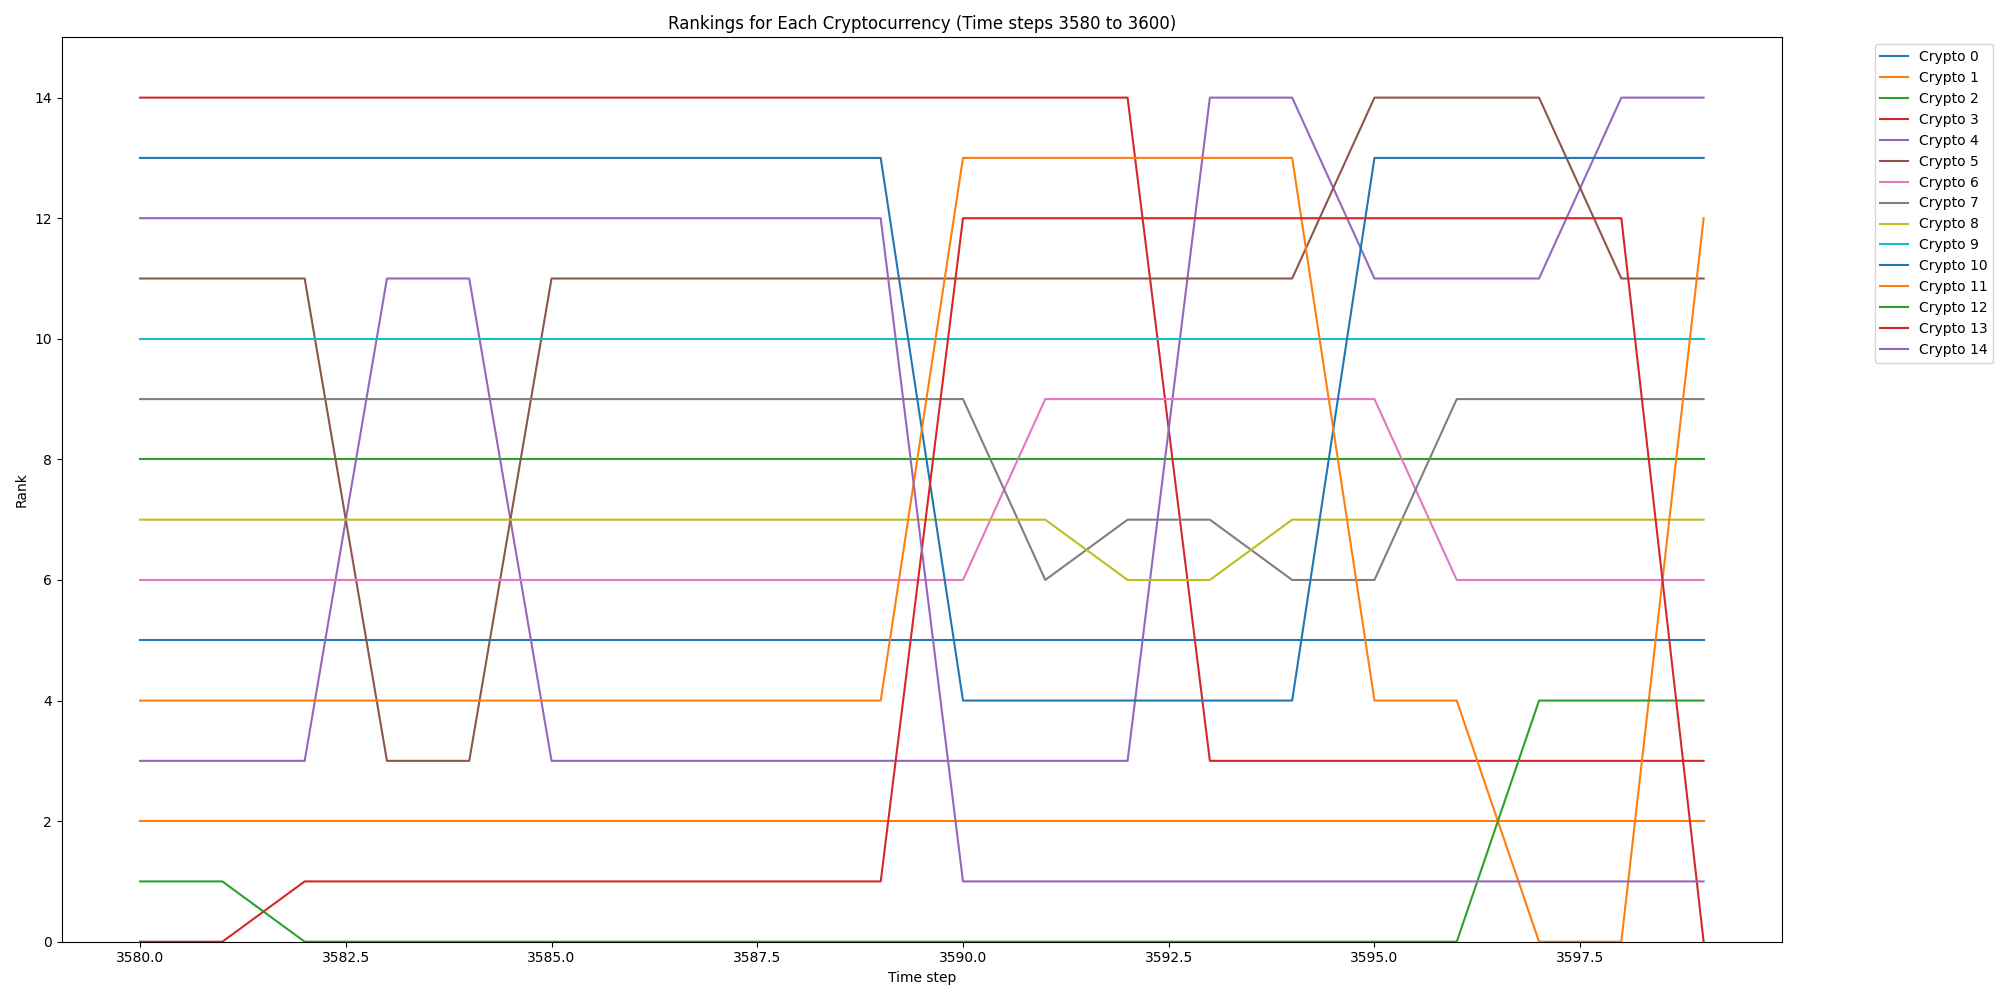 Rankings for Each Cryptocurrency (Time steps 3580 to 3600)
Rank
14
12
10
8
6
4
2
0
3580.0 3582.5 3585.0 3587.5 3590.0 3592.5 3595.0 3597.5
Time step
Crypto 0
Crypto 1
Crypto 2
Crypto 3
Crypto 4
Crypto 5
Crypto 6
Crypto 7
Crypto 8
Crypto 9
Crypto 10
Crypto 11
Crypto 12
Crypto 13
Crypto 14